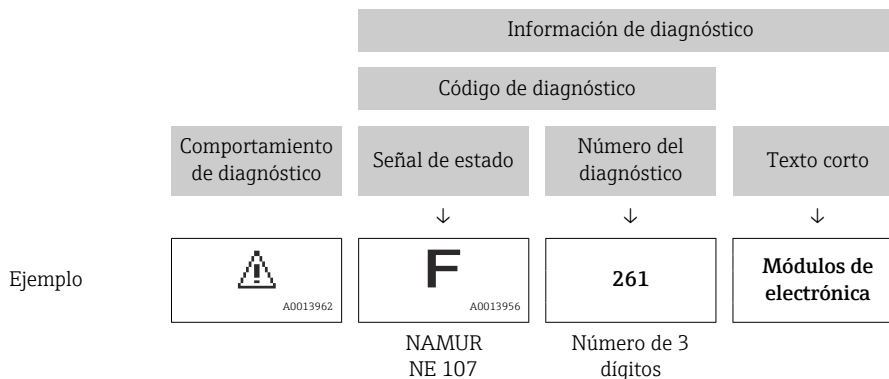 Información de diagnóstico
Código de diagnóstico
Comportamiento
de diagnóstico
Señal de estado
Número del
diagnóstico
Texto corto
↓ ↓ ↓
Ejemplo
A0013962
F
A0013956
261
Módulos de
electrónica
NAMUR
NE 107
Número de 3
dígitos